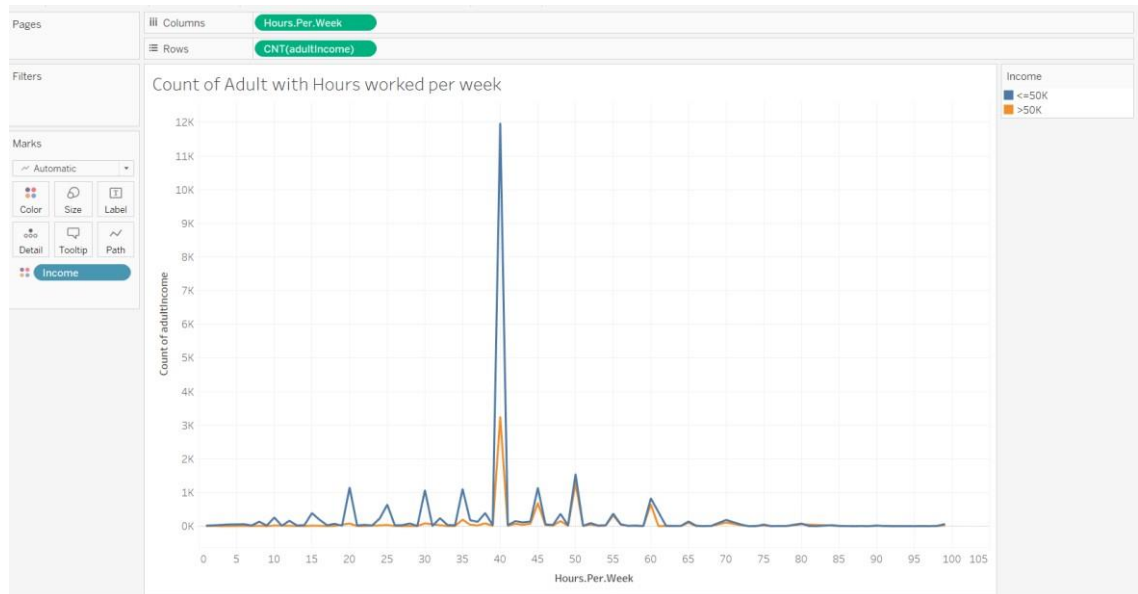 Pages
Columns
Hours.Per.Week
Rows
CNT(adultIncome)
Filters
Marks
Automatic
Color
Size
Label
Detail
Tooltip
Path
Income
Count of Adult with Hours worked per week
12K
11K
10K
9K
8K
7K
6K
5K
4K
3K
2K
1K
0K
Count of adultIncome
0 5 10 15 20 25 30 35 40 45 50 55 60 65 70 75 80 85 90 95 100 105
Hours.Per.Week
Income
<=50K
>50K